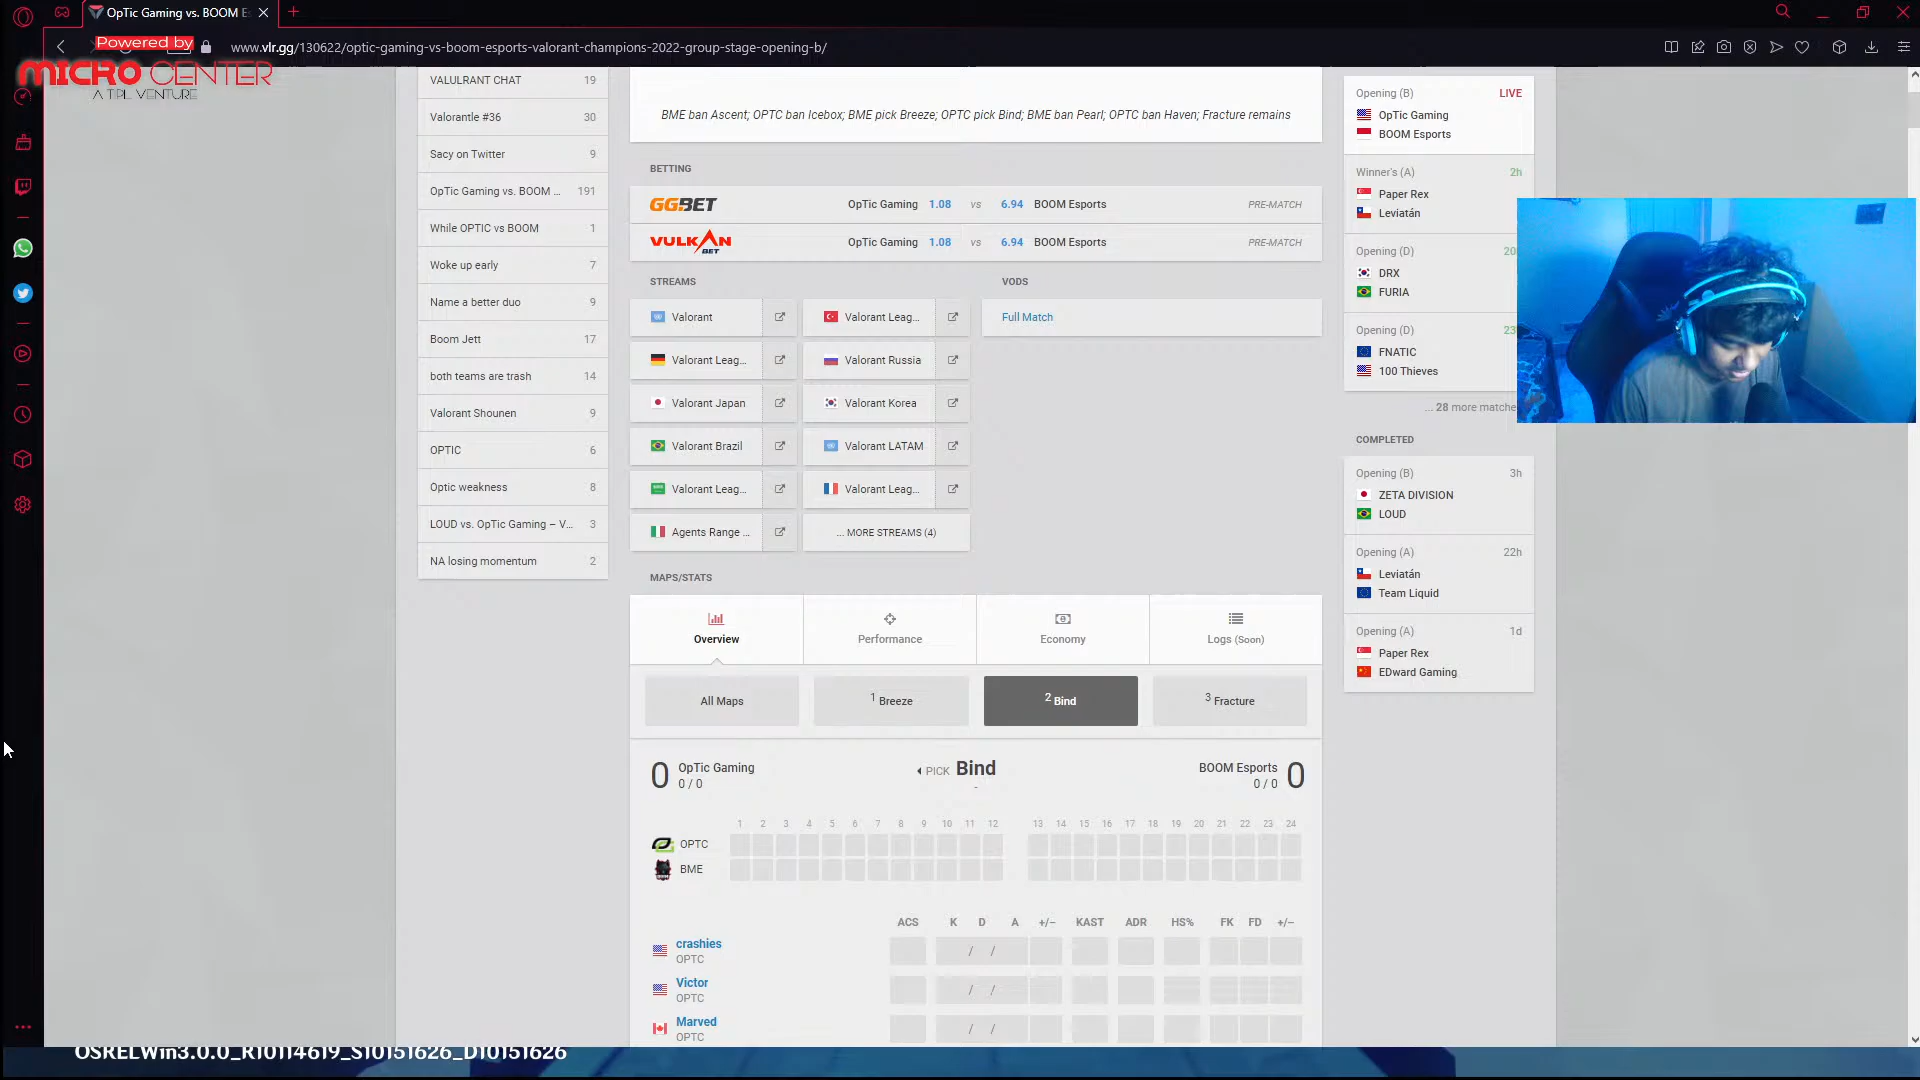 OpTic Gaming vs. BOOM E
Powered by
MICRO CENTER
A TPL VENTURE
www.vlr.gg/130622/optic-gaming-vs-boom-esports-valorant-champions-2022-group-stage-opening-b/
VALULRANT CHAT 19
Valorantle #36 30
Sacy on Twitter 9
OpTic Gaming vs. BOOM ... 191
While OPTIC vs BOOM 1
Woke up early 7
Name a better duo 9
Boom Jett 17
both teams are trash 14
Valorant Shounen 9
OPTIC 6
Optic weakness 8
LOUD vs. OpTic Gaming – V... 3
NA losing momentum 2
BME ban Ascent; OPTC ban Icebox; BME pick Breeze; OPTC pick Bind; BME ban Pearl; OPTC ban Haven; Fracture remains
BETTING
GG.BET OpTic Gaming 1.08 vs 6.94 BOOM Esports PRE-MATCH
VULKAN BET OpTic Gaming 1.08 vs 6.94 BOOM Esports PRE-MATCH
STREAMS
Valorant
Valorant Leag...
Valorant Leag...
Valorant Russia
Valorant Japan
Valorant Korea
Valorant Brazil
Valorant LATAM
Valorant Leag...
Valorant Leag...
Agents Range ...
... MORE STREAMS (4)
VODS
Full Match
MAPS/STATS
Overview
Performance
Economy
Logs (Soon)
All Maps
1 Breeze
2 Bind
3 Fracture
0 OpTic Gaming
0 / 0
PICK Bind
-
BOOM Esports 0
0 / 0
1 2 3 4 5 6 7 8 9 10 11 12 13 14 15 16 17 18 19 20 21 22 23 24
OPTC
BME
ACS K D A +/– KAST ADR HS% FK FD +/–
crashies / /
OPTC
Victor / /
OPTC
Marved / /
OPTC
Opening (B) LIVE
OpTic Gaming
BOOM Esports
Winner's (A) 2h
Paper Rex
Leviatán
Opening (D) 20
DRX
FURIA
Opening (D) 23
FNATIC
100 Thieves
... 28 more matche
COMPLETED
Opening (B) 3h
ZETA DIVISION
LOUD
Opening (A) 22h
Leviatán
Team Liquid
Opening (A) 1d
Paper Rex
EDward Gaming
OSRELWin3.0.0_R10114619_S10151626_D10151626